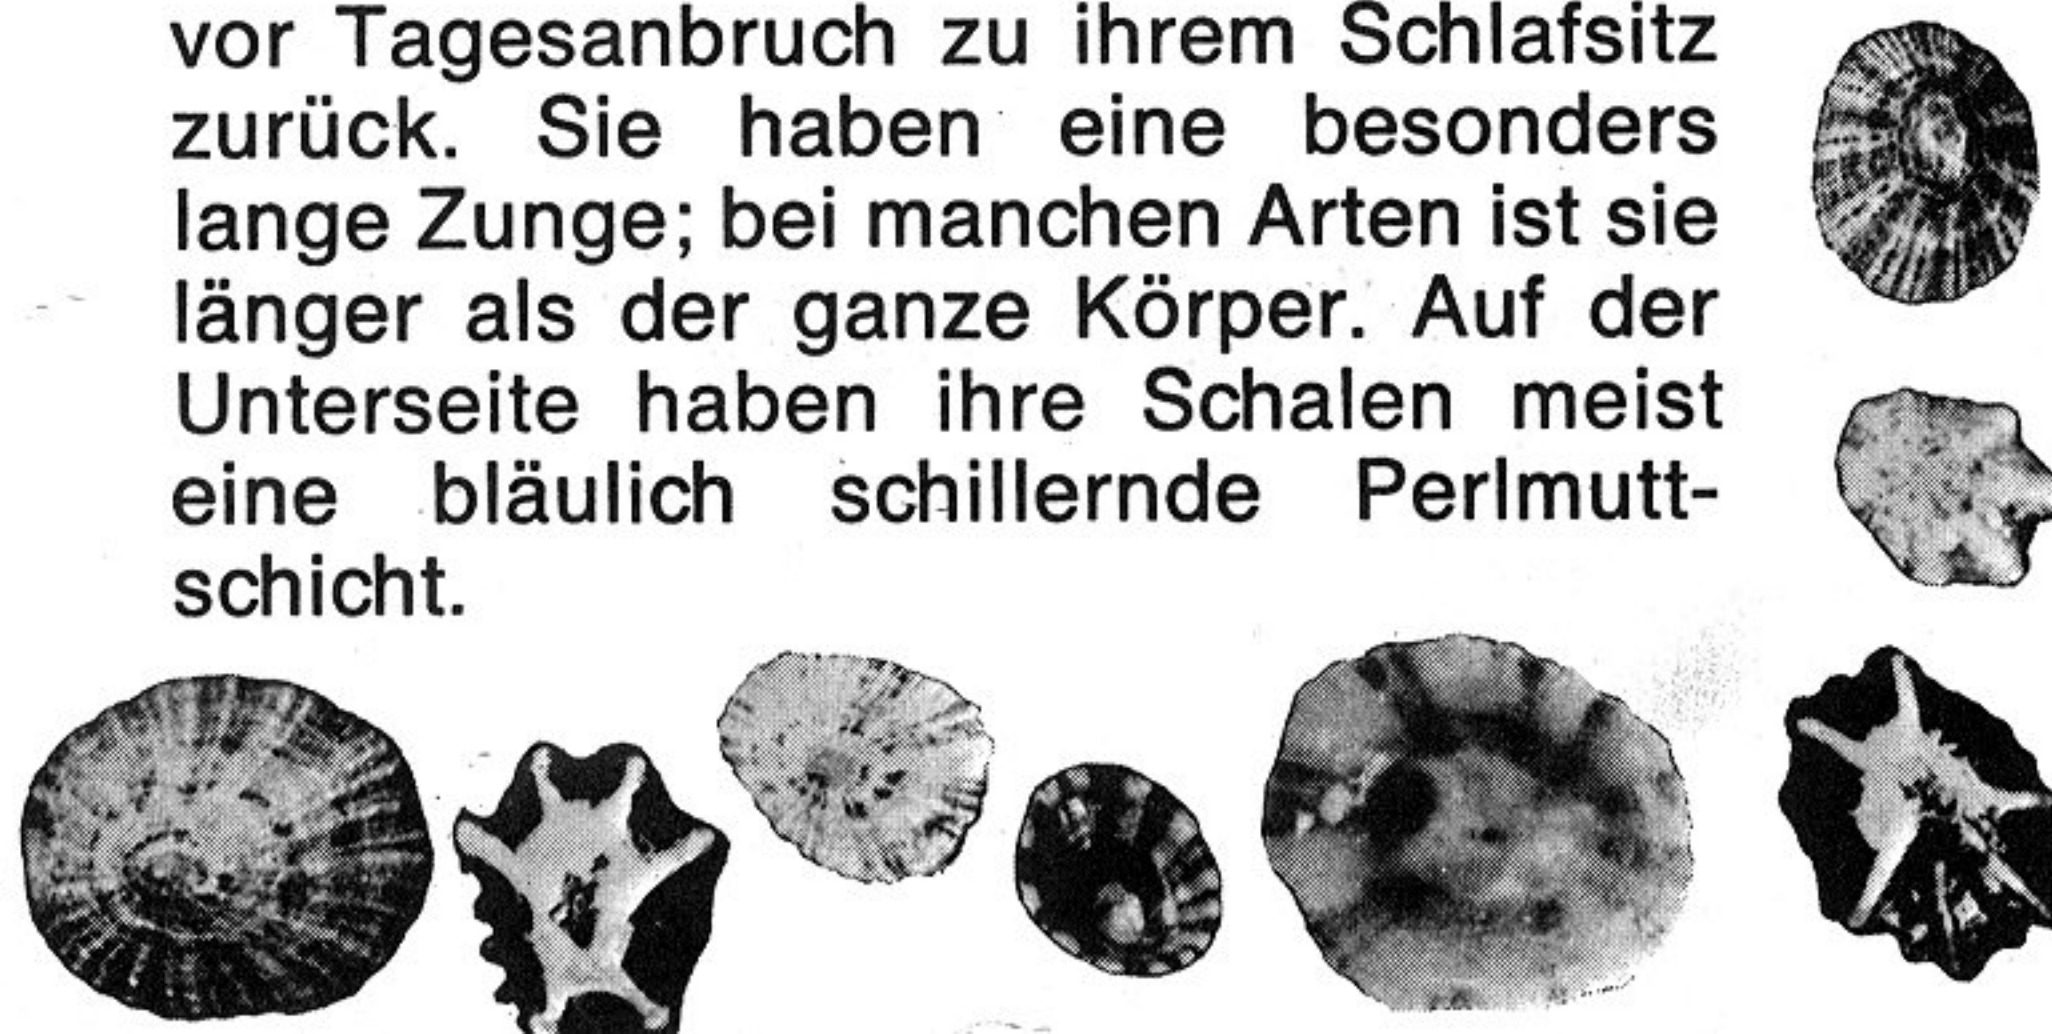 vor Tagesanbruch zu ihrem Schlafsitz
zurück. Sie haben eine besonders
lange Zunge; bei manchen Arten ist sie
länger als der ganze Körper. Auf der
Unterseite haben ihre Schalen meist
eine bläulich schillernde Perlmutt-
schicht.